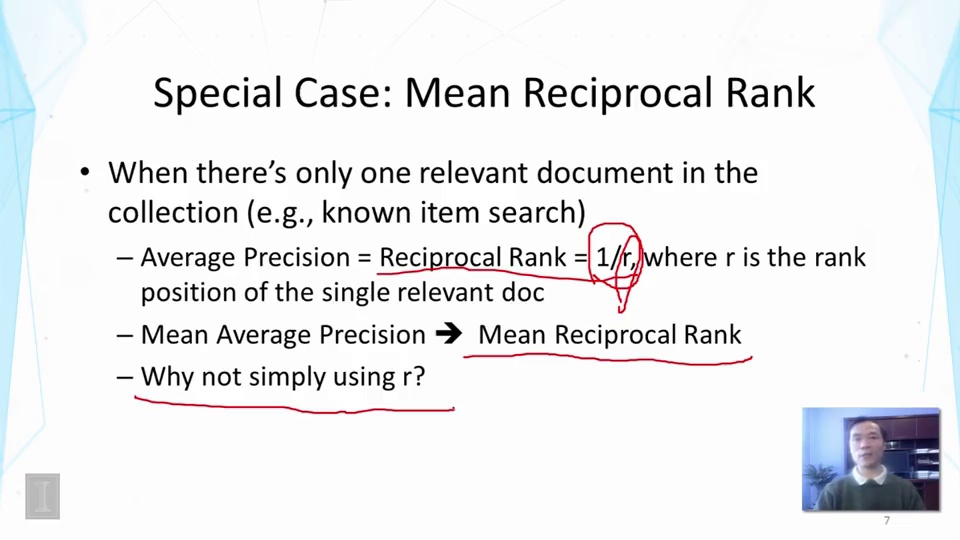 Special Case: Mean Reciprocal Rank
• When there's only one relevant document in the
collection (e.g., known item search)
– Average Precision = Reciprocal Rank = 1/r, where r is the rank
position of the single relevant doc
– Mean Average Precision → Mean Reciprocal Rank
– Why not simply using r?
I
7